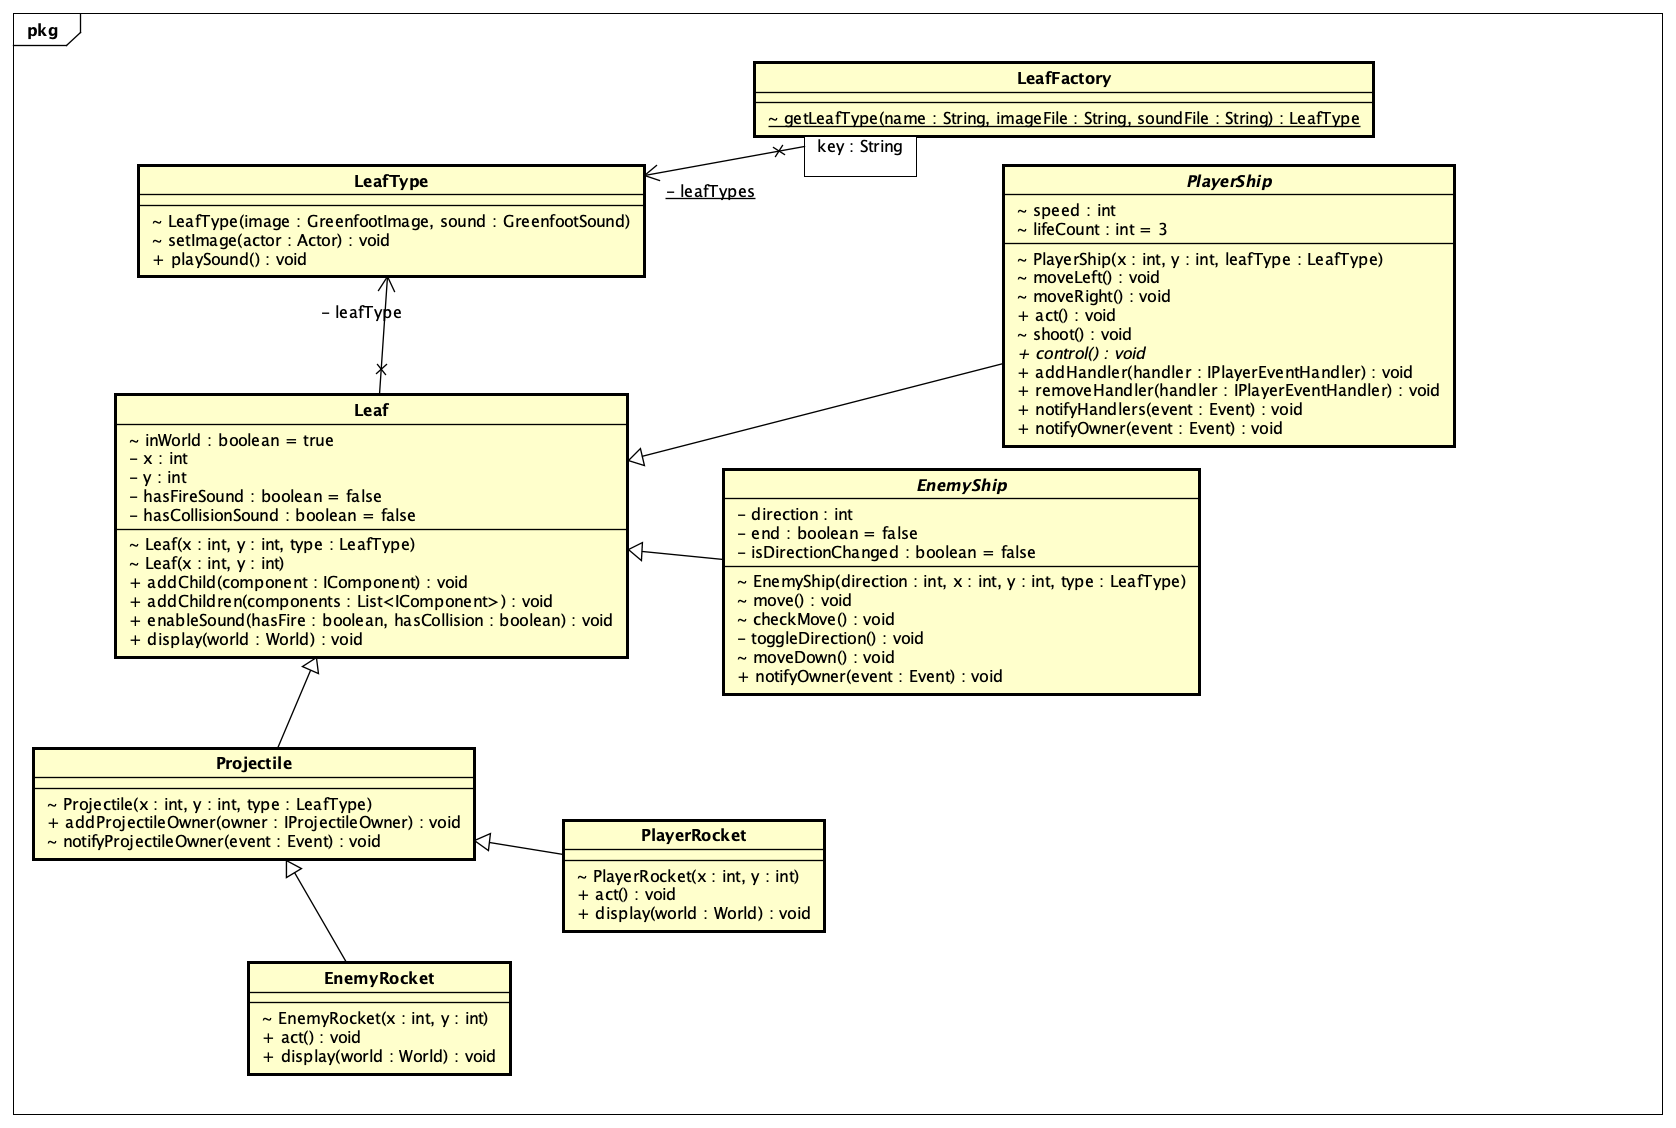 pkg
LeafFactory
~ getLeafType(name : String, imageFile : String, soundFile : String) : LeafType
key : String
- leafTypes
LeafType
~ LeafType(image : GreenfootImage, sound : GreenfootSound)
~ setImage(actor : Actor) : void
+ playSound() : void
- leafType
PlayerShip
~ speed : int
~ lifeCount : int = 3
~ PlayerShip(x : int, y : int, leafType : LeafType)
~ moveLeft() : void
~ moveRight() : void
+ act() : void
~ shoot() : void
+ control() : void
+ addHandler(handler : IPlayerEventHandler) : void
+ removeHandler(handler : IPlayerEventHandler) : void
+ notifyHandlers(event : Event) : void
+ notifyOwner(event : Event) : void
Leaf
~ inWorld : boolean = true
- x : int
- y : int
- hasFireSound : boolean = false
- hasCollisionSound : boolean = false
~ Leaf(x : int, y : int, type : LeafType)
~ Leaf(x : int, y : int)
+ addChild(component : IComponent) : void
+ addChildren(components : List<IComponent>) : void
+ enableSound(hasFire : boolean, hasCollision : boolean) : void
+ display(world : World) : void
EnemyShip
- direction : int
- end : boolean = false
- isDirectionChanged : boolean = false
~ EnemyShip(direction : int, x : int, y : int, type : LeafType)
~ move() : void
~ checkMove() : void
- toggleDirection() : void
~ moveDown() : void
+ notifyOwner(event : Event) : void
Projectile
~ Projectile(x : int, y : int, type : LeafType)
+ addProjectileOwner(owner : IProjectileOwner) : void
~ notifyProjectileOwner(event : Event) : void
PlayerRocket
~ PlayerRocket(x : int, y : int)
+ act() : void
+ display(world : World) : void
EnemyRocket
~ EnemyRocket(x : int, y : int)
+ act() : void
+ display(world : World) : void